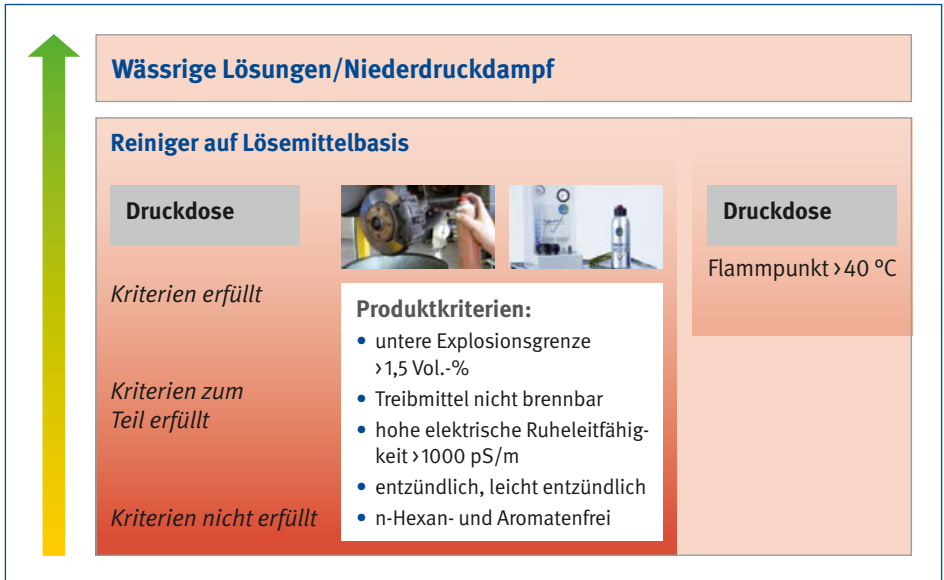 Wässrige Lösungen/Niederdruckdampf
Reiniger auf Lösemittelbasis
Druckdose
Kriterien erfüllt
Kriterien zum
Teil erfüllt
Kriterien nicht erfüllt
Produktkriterien:
• untere Explosionsgrenze
>1,5 Vol.-%
• Treibmittel nicht brennbar
• hohe elektrische Ruheleitfähig-
keit >1000 pS/m
• entzündlich, leicht entzündlich
• n-Hexan- und Aromatenfrei
Druckdose
Flammpunkt >40 °C